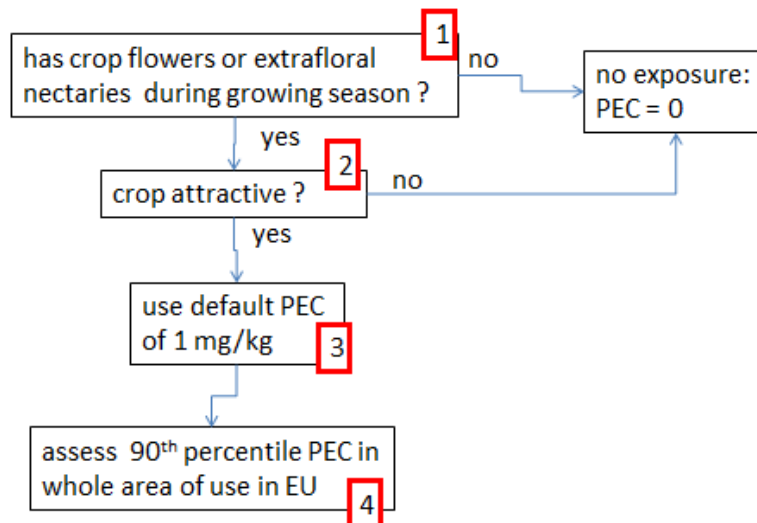 1
has crop flowers or extrafloral
nectaries during growing season ?
no
no exposure:
PEC = 0
yes
2
crop attractive ?
no
yes
use default PEC
of 1 mg/kg
3
assess 90th percentile PEC in
whole area of use in EU
4